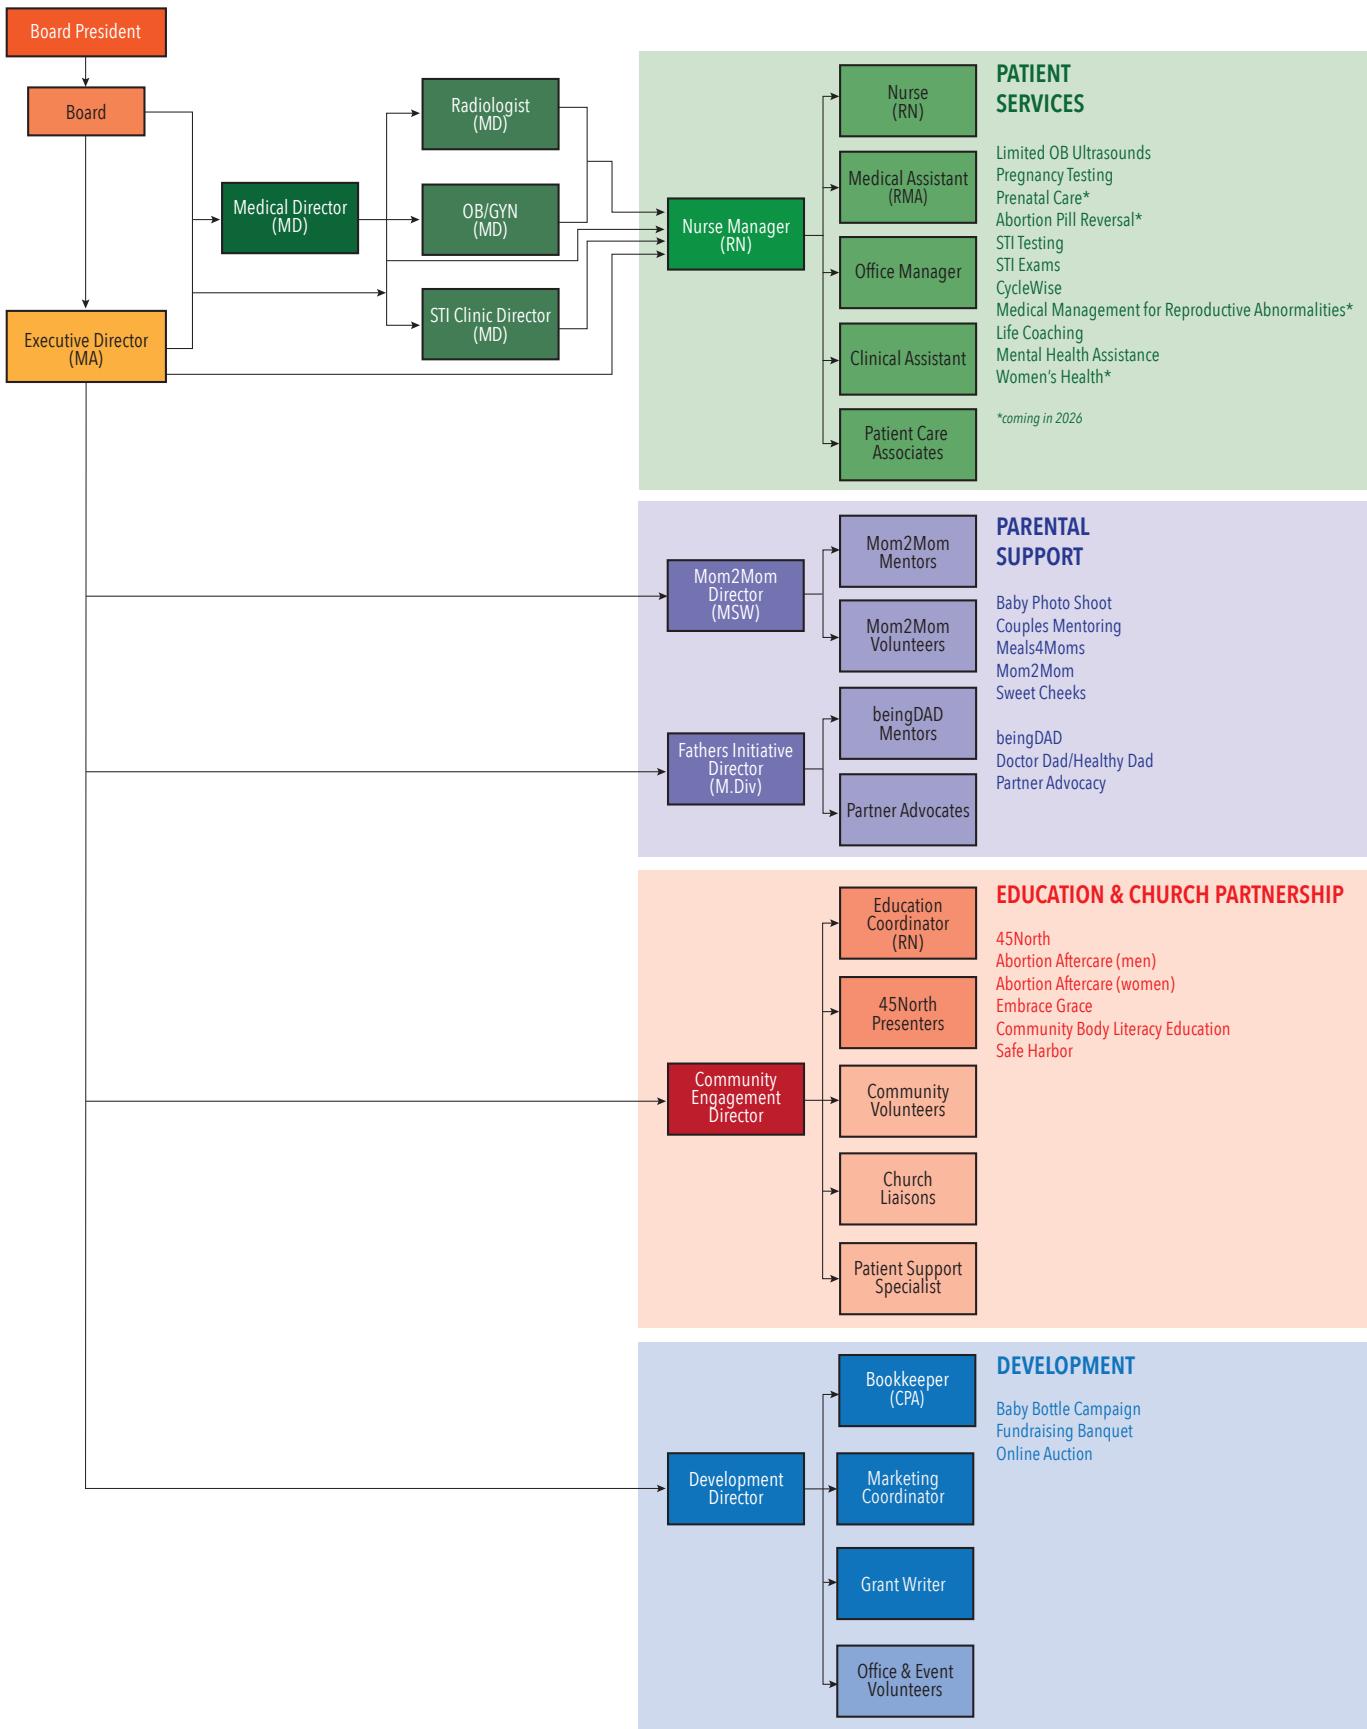 Board President
Board
Executive Director
(MA)
Medical Director
(MD)
Radiologist
(MD)
OB/GYN
(MD)
STI Clinic Director
(MD)
Nurse Manager
(RN)
Nurse
(RN)
Medical Assistant
(RMA)
Office Manager
Clinical Assistant
Patient Care
Associates
PATIENT
SERVICES
Limited OB Ultrasounds
Pregnancy Testing
Prenatal Care*
Abortion Pill Reversal*
STI Testing
STI Exams
CycleWise
Medical Management for Reproductive Abnormalities*
Life Coaching
Mental Health Assistance
Women's Health*
*coming in 2026
Mom2Mom
Director
(MSW)
Mom2Mom
Mentors
Mom2Mom
Volunteers
Fathers Initiative
Director
(M.Div)
beingDAD
Mentors
Partner Advocates
PARENTAL
SUPPORT
Baby Photo Shoot
Couples Mentoring
Meals4Moms
Mom2Mom
Sweet Cheeks
beingDAD
Doctor Dad/Healthy Dad
Partner Advocacy
Community
Engagement
Director
Education
Coordinator
(RN)
45North
Presenters
Community
Volunteers
Church
Liaisons
Patient Support
Specialist
EDUCATION & CHURCH PARTNERSHIP
45North
Abortion Aftercare (men)
Abortion Aftercare (women)
Embrace Grace
Community Body Literacy Education
Safe Harbor
Development
Director
Bookkeeper
(CPA)
Marketing
Coordinator
Grant Writer
Office & Event
Volunteers
DEVELOPMENT
Baby Bottle Campaign
Fundraising Banquet
Online Auction